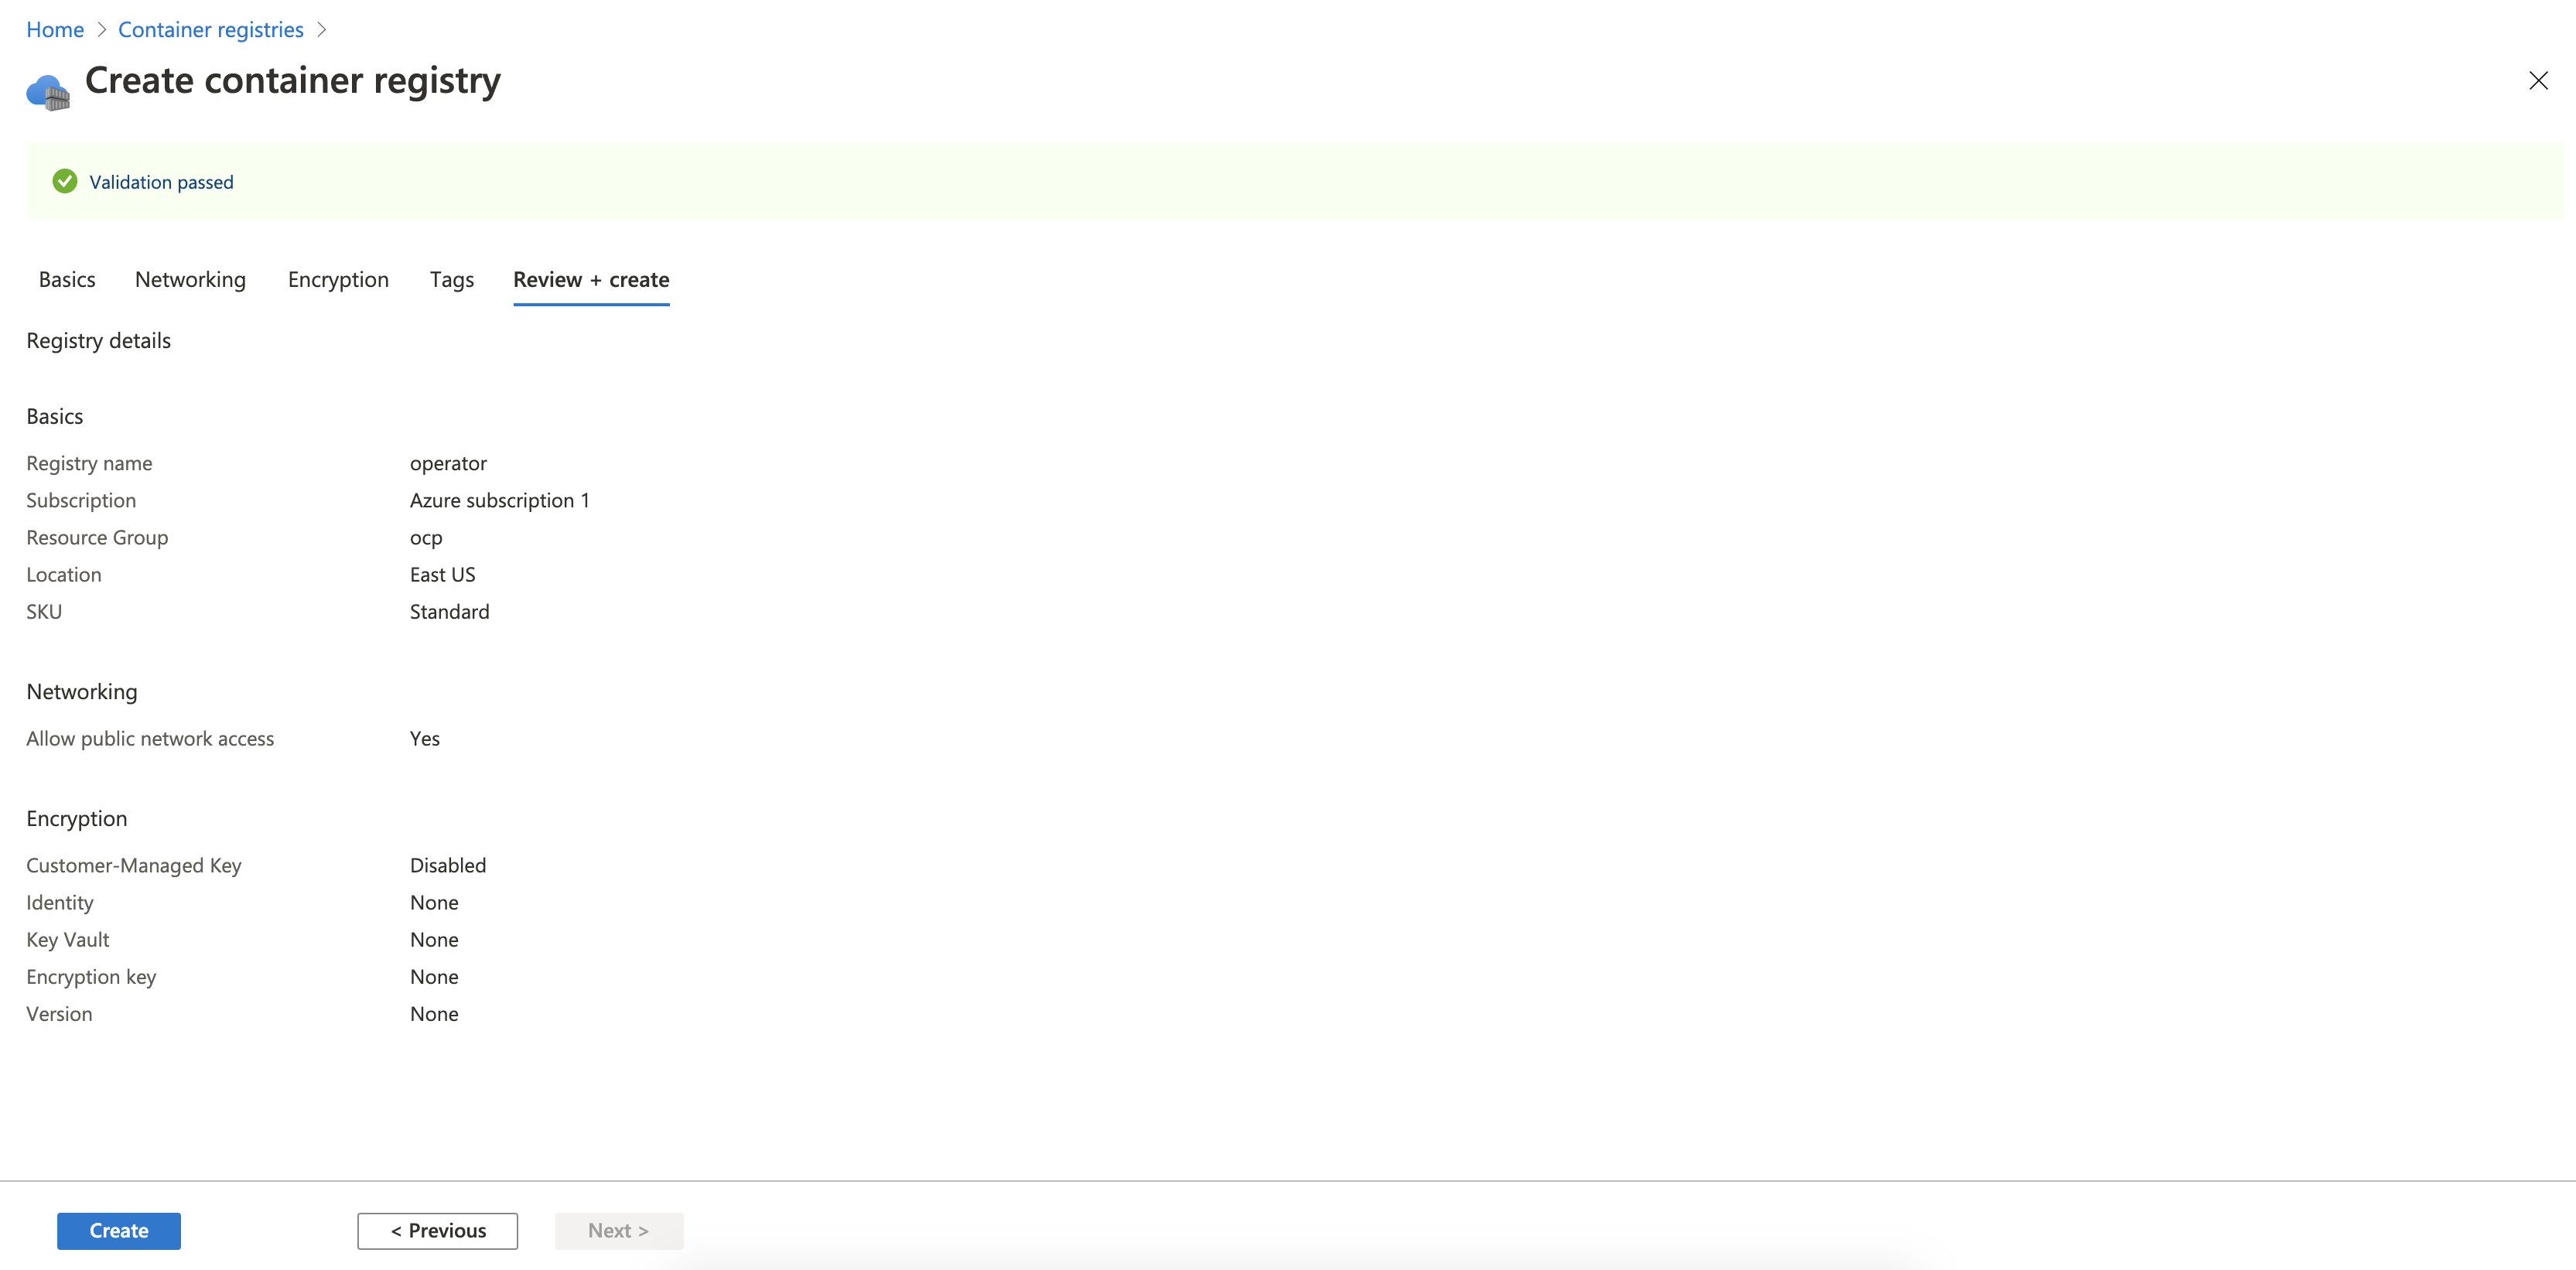 Home > Container registries >
Create container registry
Validation passed
Basics Networking Encryption Tags Review + create
Registry details
Basics
Registry name operator
Subscription Azure subscription 1
Resource Group ocp
Location East US
SKU Standard
Networking
Allow public network access Yes
Encryption
Customer-Managed Key Disabled
Identity None
Key Vault None
Encryption key None
Version None
Create < Previous Next >